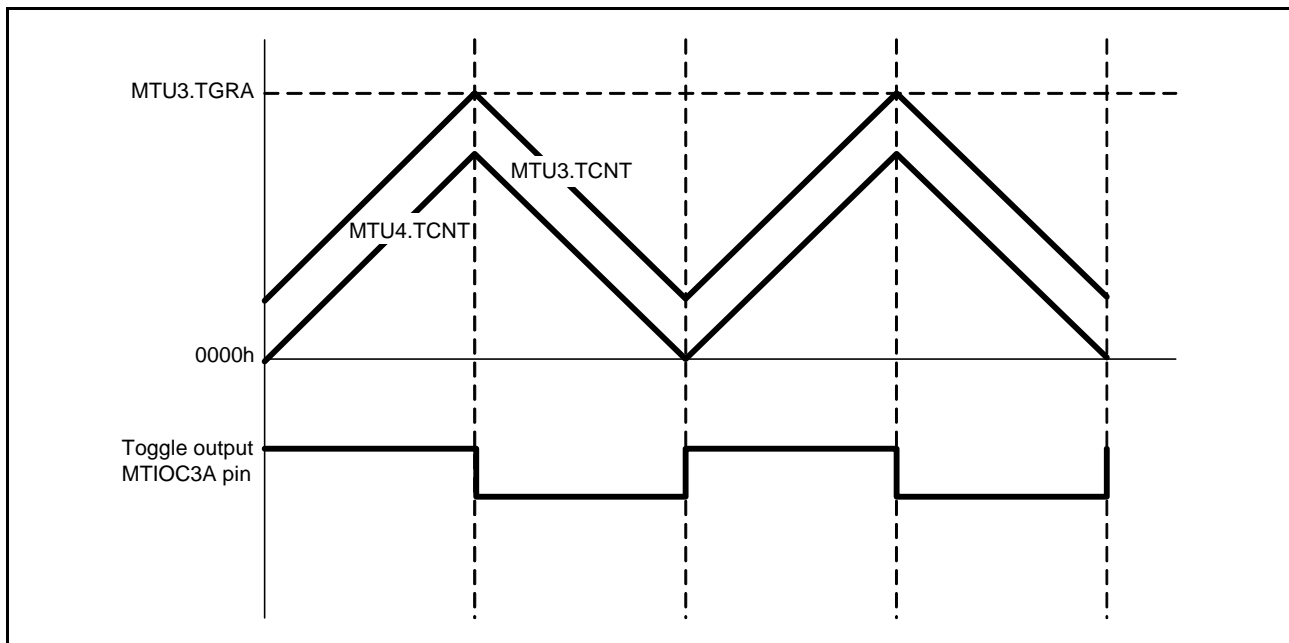 MTU3.TGRA
MTU3.TCNT
MTU4.TCNT
0000h
Toggle output
MTIOC3A pin